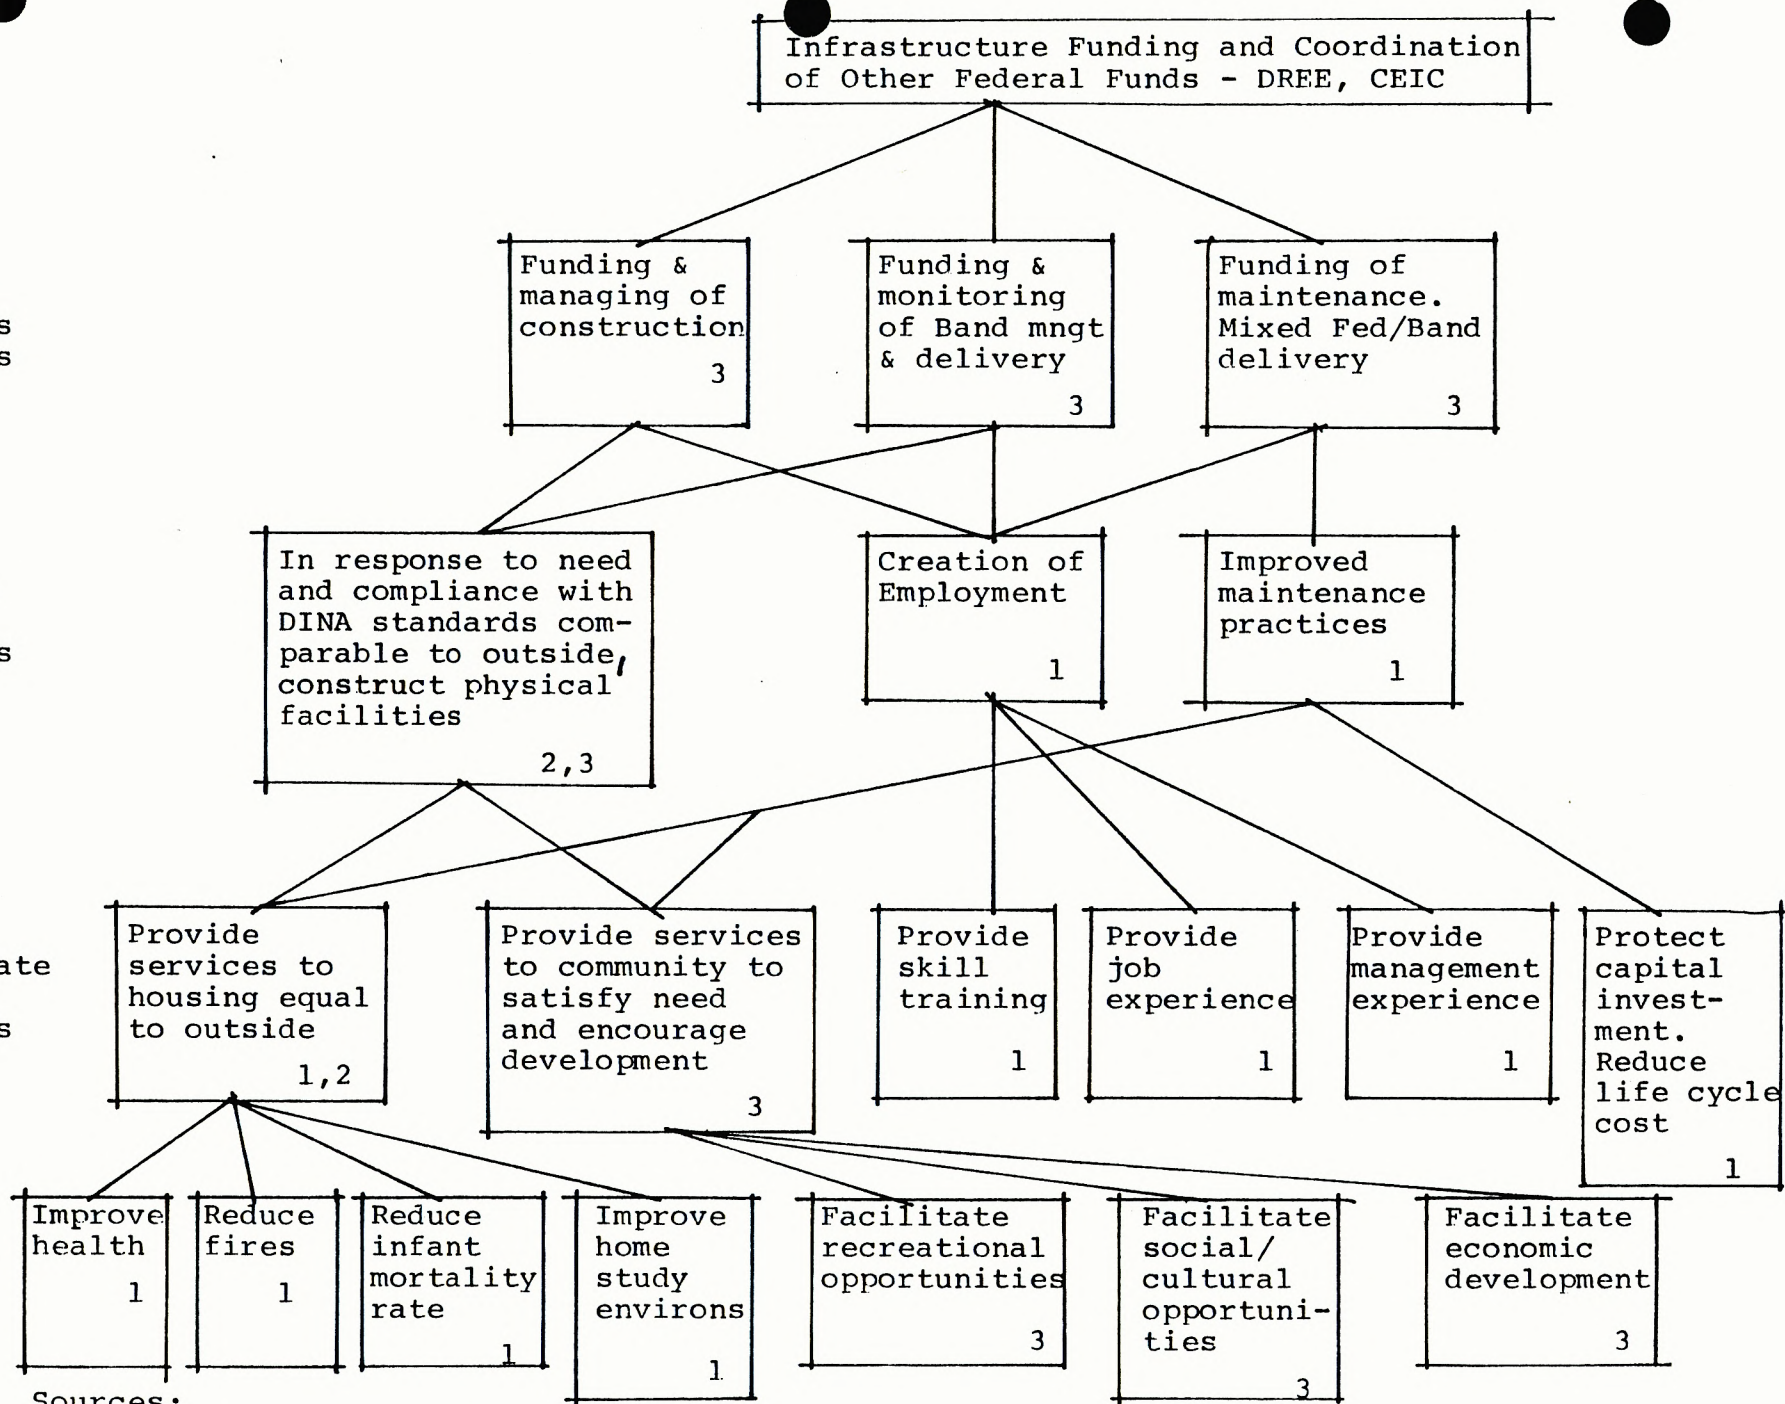 Infrastructure Funding and Coordination
of Other Federal Funds - DREE, CEIC
Funding &
managing of
construction
3
Funding &
monitoring
of Band mngt
& delivery
3
Funding of
maintenance.
Mixed Fed/Band
delivery
3
s
s
In response to need
and compliance with
DINA standards com-
parable to outside,
construct physical
facilities
2,3
Creation of
Employment
1
Improved
maintenance
practices
1
s
Provide
services to
housing equal
to outside
1,2
Provide services
to community to
satisfy need
and encourage
development
3
Provide
skill
training
1
Provide
job
experience
1
Provide
management
experience
1
Protect
capital
invest-
ment.
Reduce
life cycle
cost
1
ate
s
Improve
health
1
Reduce
fires
1
Reduce
infant
mortality
rate
1
Improve
home
study
environs
1
Facilitate
recreational
opportunities
3
Facilitate
social/
cultural
opportuni-
ties
3
Facilitate
economic
development
3
Sources: